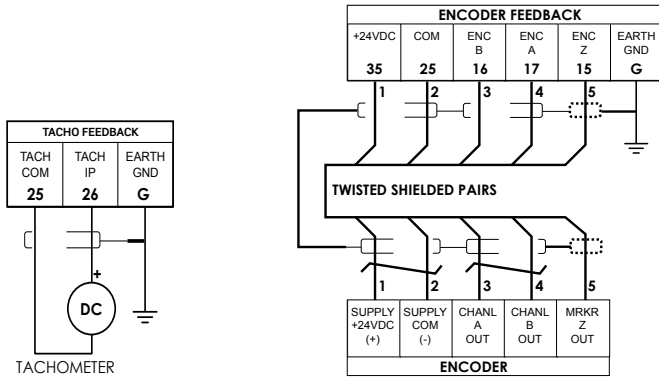 TACHO FEEDBACK
TACH TACH EARTH
COM IP GND
25 26 G
+
DC
TACHOMETER
ENCODER FEEDBACK
+24VDC COM ENC ENC ENC EARTH
B A Z GND
35 25 16 17 15 G
1 2 3 4 5
TWISTED SHIELDED PAIRS
1 2 3 4 5
SUPPLY SUPPLY CHANL CHANL MRKR
+24VDC COM A B Z
(+) (-) OUT OUT OUT
ENCODER